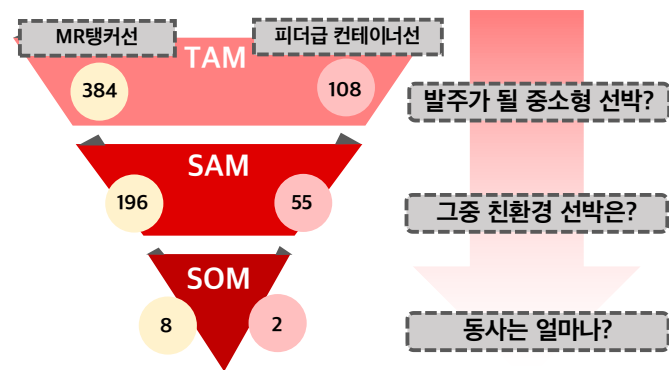 MR탱커선
피더급 컨테이너선
TAM
384
108
발주가 될 중소형 선박?
SAM
196
55
그중 친환경 선박은?
SOM
8
2
동사는 얼마나?